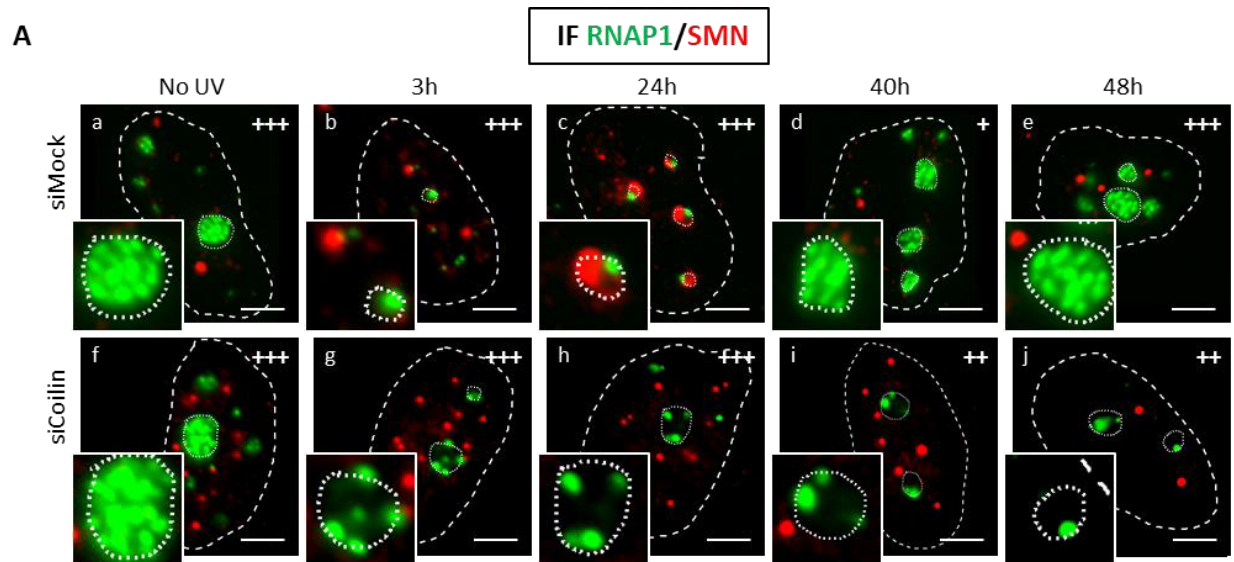 A
IF RNAP1/SMN
No UV 3h 24h 40h 48h
siMock
a +++ b +++ c +++ d + e +++
siCoilin
f +++ g +++ h +++ i ++ j ++